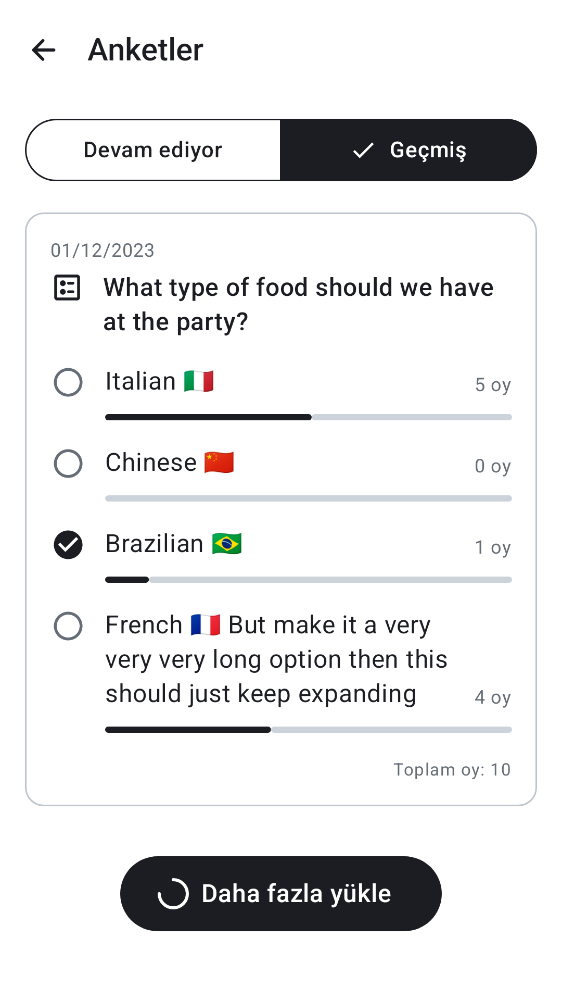 Anketler
Devam ediyor
Geçmiş
01/12/2023
What type of food should we have
at the party?
Italian 🇮🇹
5 oy
Chinese 🇨🇳
0 oy
Brazilian 🇧🇷
1 oy
French 🇫🇷 But make it a very
very very long option then this
should just keep expanding
4 oy
Toplam oy: 10
Daha fazla yükle